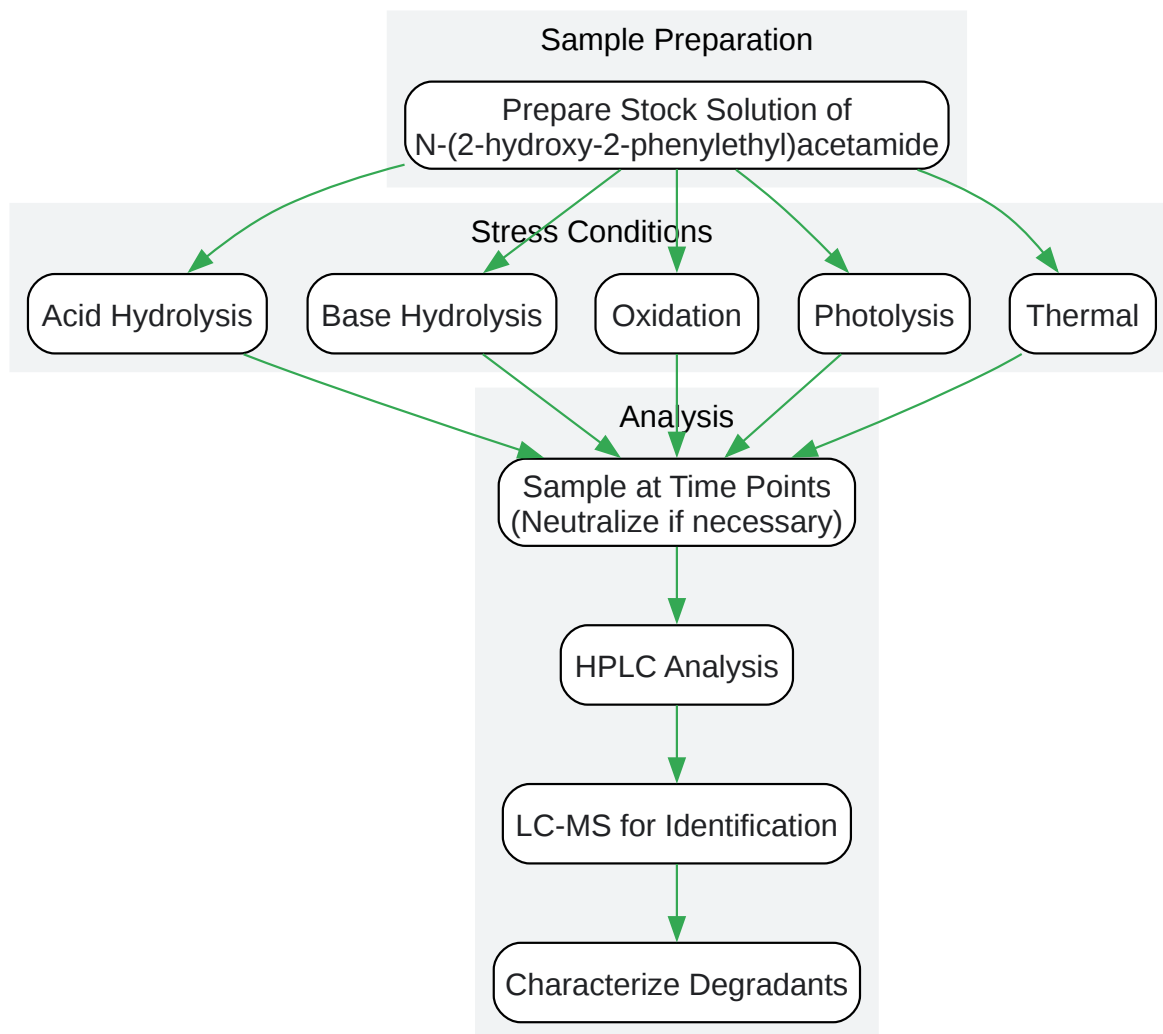 Sample Preparation
Prepare Stock Solution of
N-(2-hydroxy-2-phenylethyl)acetamide
Stress Conditions
Acid Hydrolysis
Base Hydrolysis
Oxidation
Photolysis
Thermal
Analysis
Sample at Time Points
(Neutralize if necessary)
HPLC Analysis
LC-MS for Identification
Characterize Degradants